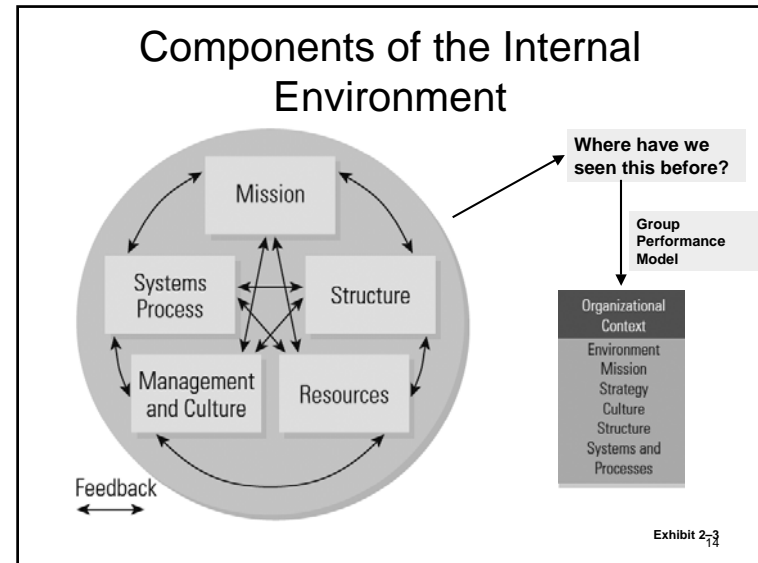 Components of the Internal
Environment
Mission
Systems
Process
Structure
Management
and Culture
Resources
Feedback
Where have we
seen this before?
Group
Performance
Model
Organizational
Context
Environment
Mission
Strategy
Culture
Structure
Systems and
Processes
Exhibit 2–3
14